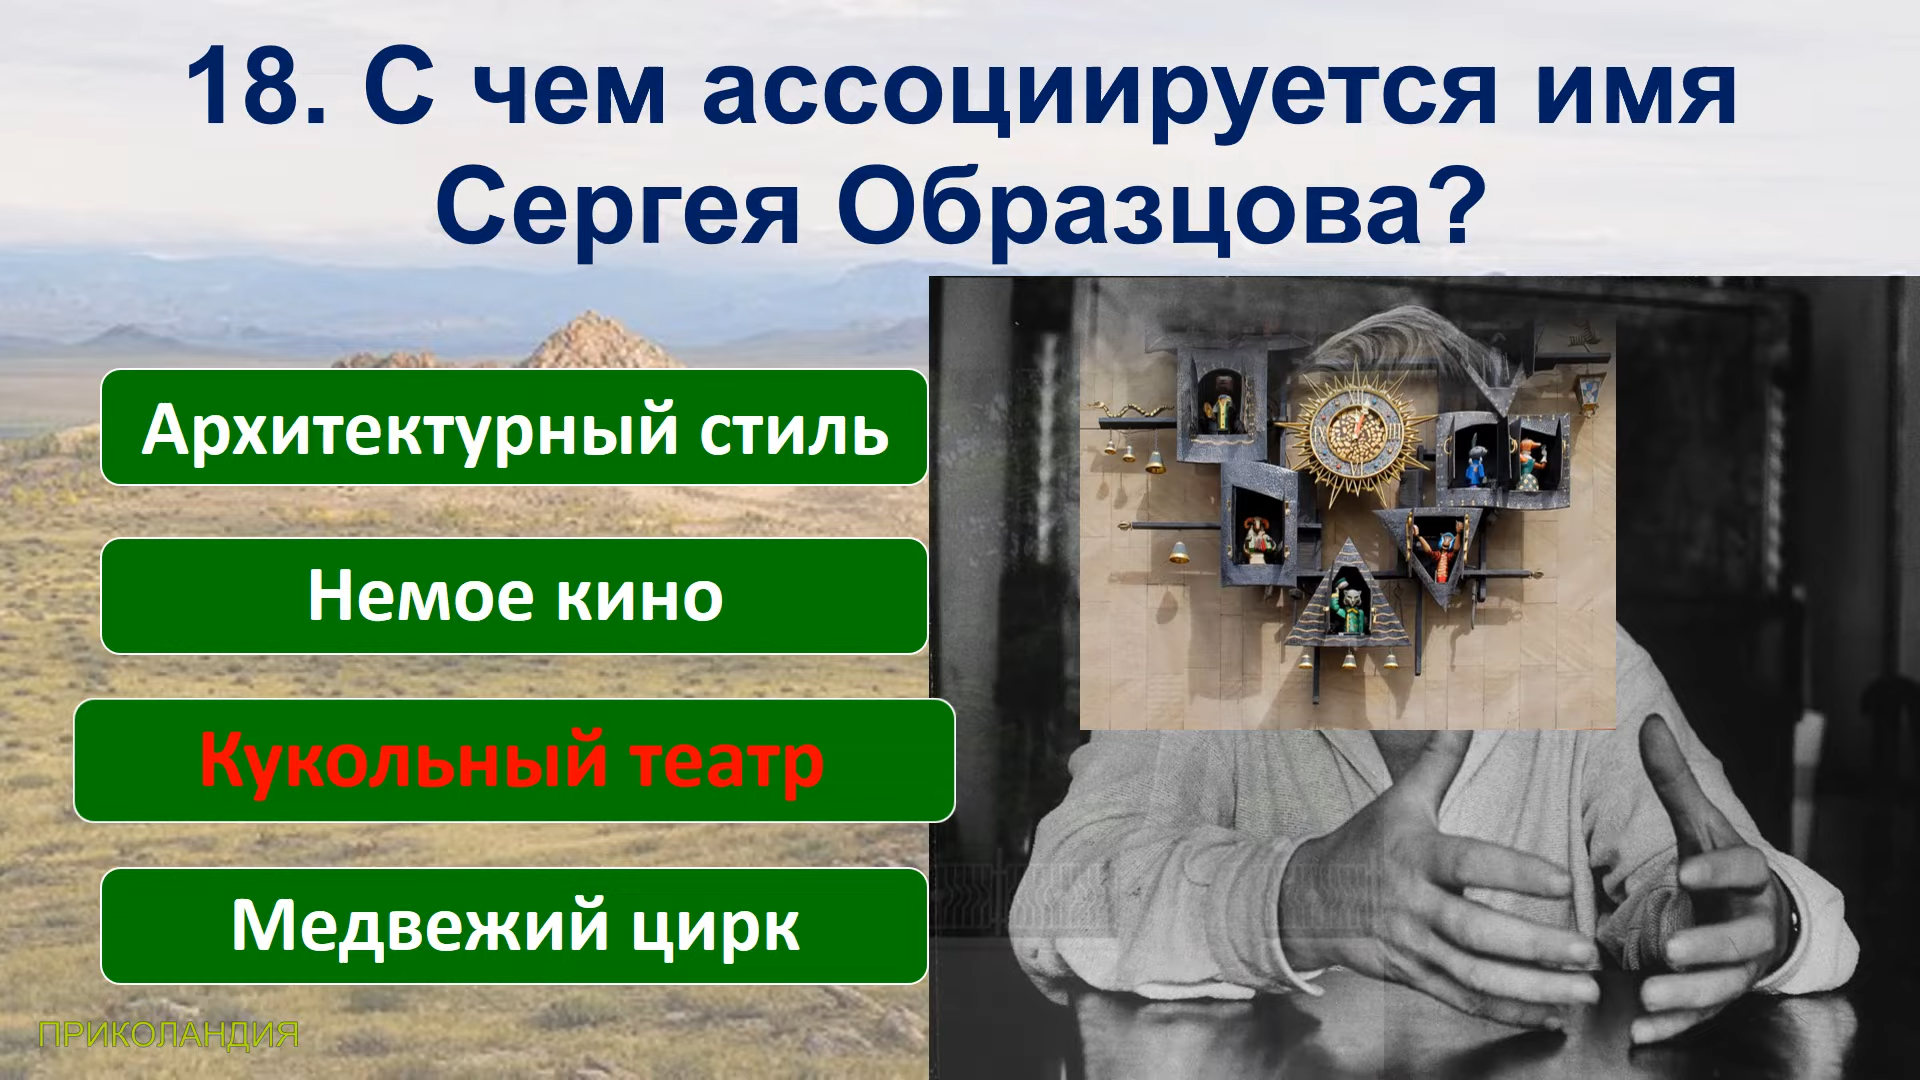 18. С чем ассоциируется имя
Сергея Образцова?
Архитектурный стиль
Немое кино
Кукольный театр
Медвежий цирк
ПРИКОЛАНДИЯ